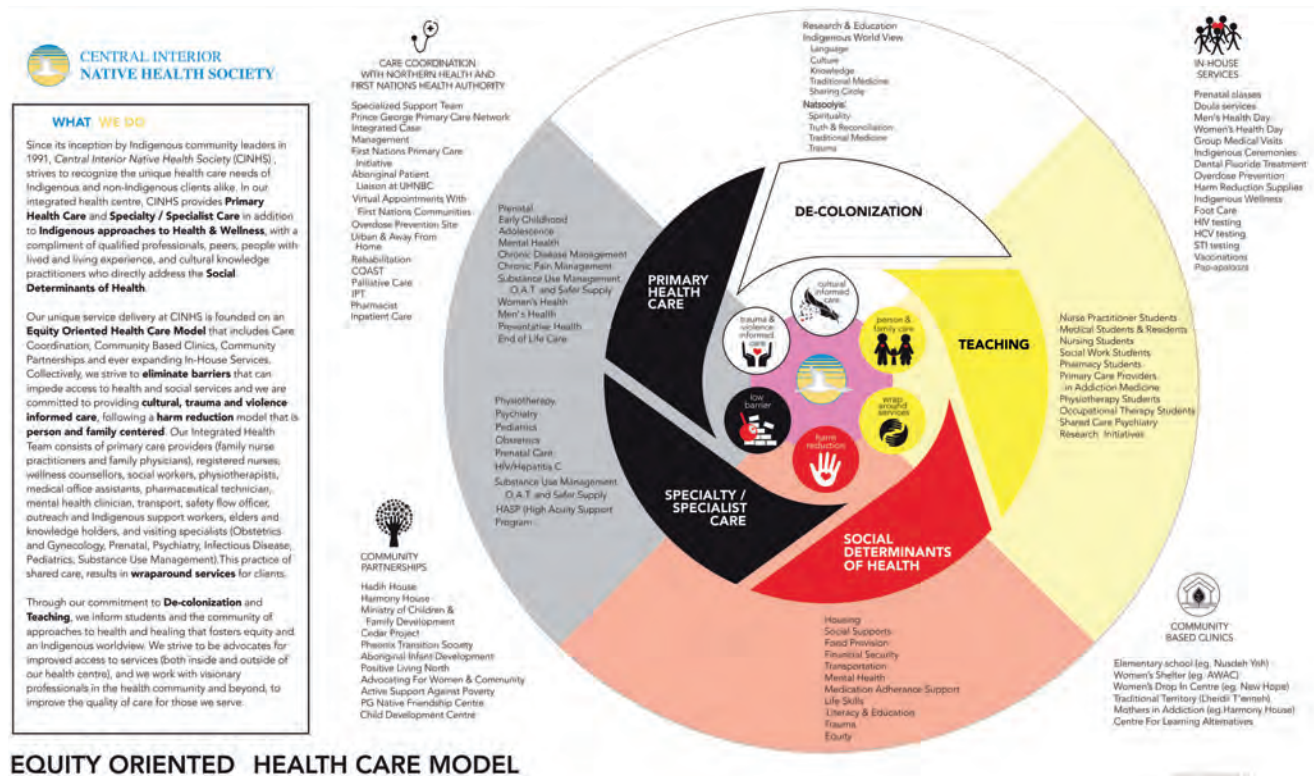 CENTRAL INTERIOR
NATIVE HEALTH SOCIETY
WHAT WE DO
Since its inception by Indigenous community leaders in
1991, Central Interior Native Health Society (CINHS) ,
strives to recognize the unique health care needs of
Indigenous and non-Indigenous clients alike. In our
integrated health centre, CINHS provides Primary
Health Care and Specialty / Specialist Care in addition
to Indigenous approaches to Health & Wellness, with a
compliment of qualified professionals, peers, people with
lived and living experience, and cultural knowledge
practitioners who directly address the Social
Determinants of Health.
Our unique service delivery at CINHS is founded on an
Equity Oriented Health Care Model that includes Care
Coordination, Community Based Clinics, Community
Partnerships and ever expanding In-House Services.
Collectively, we strive to eliminate barriers that can
impede access to health and social services and we are
committed to providing cultural, trauma and violence
informed care, following a harm reduction model that is
person and family centered. Our Integrated Health
Team consists of primary care providers (family nurse
practitioners and family physicians), registered nurses,
wellness counsellors, social workers, physiotherapists,
medical office assistants, pharmaceutical technician,
mental health clinician, transport, safety flow officer,
outreach and Indigenous support workers, elders and
knowledge holders, and visiting specialists (Obstetrics
and Gynecology, Prenatal, Psychiatry, Infectious Disease,
Pediatrics, Substance Use Management).This practice of
shared care, results in wraparound services for clients.
Through our commitment to De-colonization and
Teaching, we inform students and the community of
approaches to health and healing that fosters equity and
an Indigenous worldview. We strive to be advocates for
improved access to services (both inside and outside of
our health centre), and we work with visionary
professionals in the health community and beyond, to
improve the quality of care for those we serve.
EQUITY ORIENTED HEALTH CARE MODEL
CARE COORDINATION
WITH NORTHERN HEALTH AND
FIRST NATIONS HEALTH AUTHORITY
Specialized Support Team
Prince George Primary Care Network
Integrated Case
Management
First Nations Primary Care
Initiative
Aboriginal Patient
Liaison at UHNBC
Virtual Appointments With
First Nations Communities
Overdose Prevention Site
Urban & Away From
Home
Rehabilitation
COAST
Palliative Care
IPT
Pharmacist
Inpatient Care
COMMUNITY
PARTNERSHIPS
Hadih House
Harmony House
Ministry of Children &
Family Development
Cedar Project
Pheonix Transition Society
Aboriginal Infant Development
Positive Living North
Advocating For Women & Community
Active Support Against Poverty
PG Native Friendship Centre
Child Development Centre
Research & Education
Indigenous World View
Language
Culture
Knowledge
Traditional Medicine
Sharing Circle
Natsoolya:
Spirituality
Truth & Reconciliation
Traditional Medicine
Trauma
DE-COLONIZATION
Prenatal
Early Childhood
Adolescence
Mental Health
Chronic Disease Management
Chronic Pain Management
Substance Use Management
O.A.T. and Safer Supply
Women's Health
Men's Health
Preventative Health
End of Life Care
PRIMARY
HEALTH
CARE
Physiotherapy
Psychiatry
Pediatrics
Obstetrics
Prenatal Care
HIV/Hepatitis C
Substance Use Management
O.A.T. and Safer Supply
HASP (High Acuity Support
Program
SPECIALTY /
SPECIALIST
CARE
cultural
informed
care
trauma &
violence
informed
care
person &
family care
low
barrier
wrap
around
services
harm
reduction
TEACHING
Nurse Practitioner Students
Medical Students & Residents
Nursing Students
Social Work Students
Pharmacy Students
Primary Care Providers
in Addiction Medicine
Physiotherapy Students
Occupational Therapy Students
Shared Care Psychiatry
Research Initiatives
SOCIAL
DETERMINANTS
OF HEALTH
Housing
Social Supports
Food Provision
Financial Security
Transportation
Mental Health
Medication Adherance Support
Life Skills
Literacy & Education
Trauma
Equity
IN-HOUSE
SERVICES
Prenatal classes
Doula services
Men's Health Day
Women's Health Day
Group Medical Visits
Indigenous Ceremonies
Dental Fluoride Treatment
Overdose Prevention
Harm Reduction Supplies
Indigenous Wellness
Foot Care
HIV testing
HCV testing
STI testing
Vaccinations
Pap-apalooza
COMMUNITY
BASED CLINICS
Elementary school (eg. Nusdeh Yoh)
Women's Shelter (eg. AWAC)
Women's Drop In Centre (eg. New Hope)
Traditional Territory (Lheidli T'enneh)
Mothers in Addiction (eg.Harmony House)
Centre For Learning Alternatives